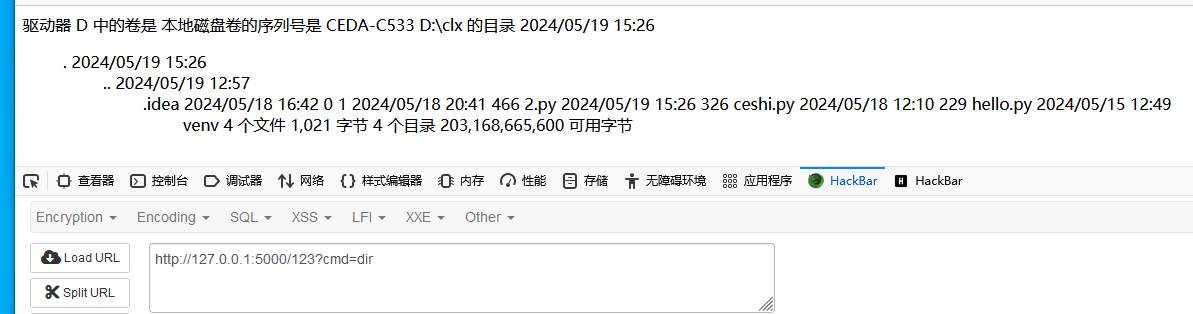 驱动器 D 中的卷是 本地磁盘卷的序列号是 CEDA-C533 D:\clx 的目录 2024/05/19 15:26
. 2024/05/19 15:26
.. 2024/05/19 12:57
.idea 2024/05/18 16:42 0 1 2024/05/18 20:41 466 2.py 2024/05/19 15:26 326 ceshi.py 2024/05/18 12:10 229 hello.py 2024/05/15 12:49
venv 4 个文件 1,021 字节 4 个目录 203,168,665,600 可用字节
查看器 控制台 调试器 网络 样式编辑器 内存 性能 存储 无障碍环境 应用程序 HackBar H HackBar
Encryption Encoding SQL XSS LFI XXE Other
Load URL http://127.0.0.1:5000/123?cmd=dir
Split URL